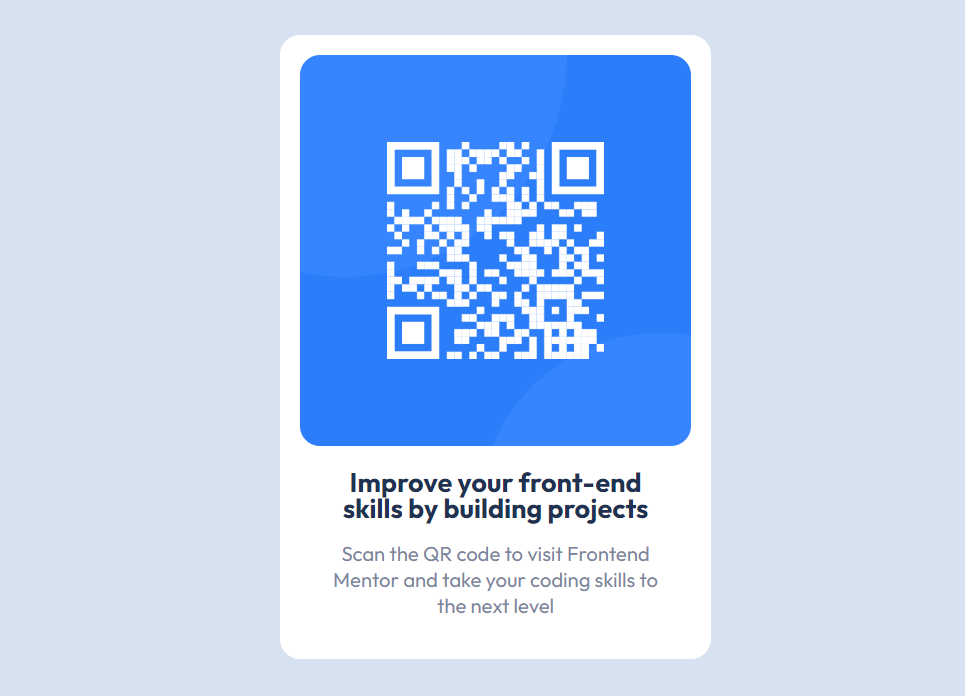 Improve your front-end
skills by building projects
Scan the QR code to visit Frontend
Mentor and take your coding skills to
the next level